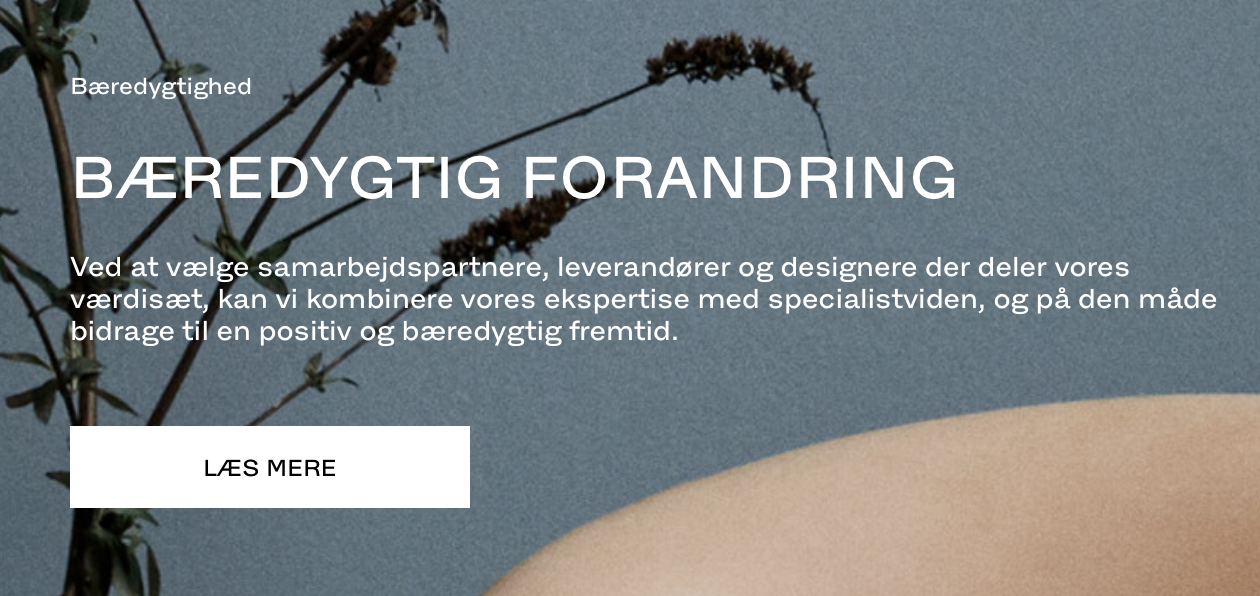 Bæredygtighed
BÆREDYGTIG FORANDRING
Ved at vælge samarbejdspartnere, leverandører og designere der deler vores
værdisæt, kan vi kombinere vores ekspertise med specialistviden, og på den måde
bidrage til en positiv og bæredygtig fremtid.
LÆS MERE